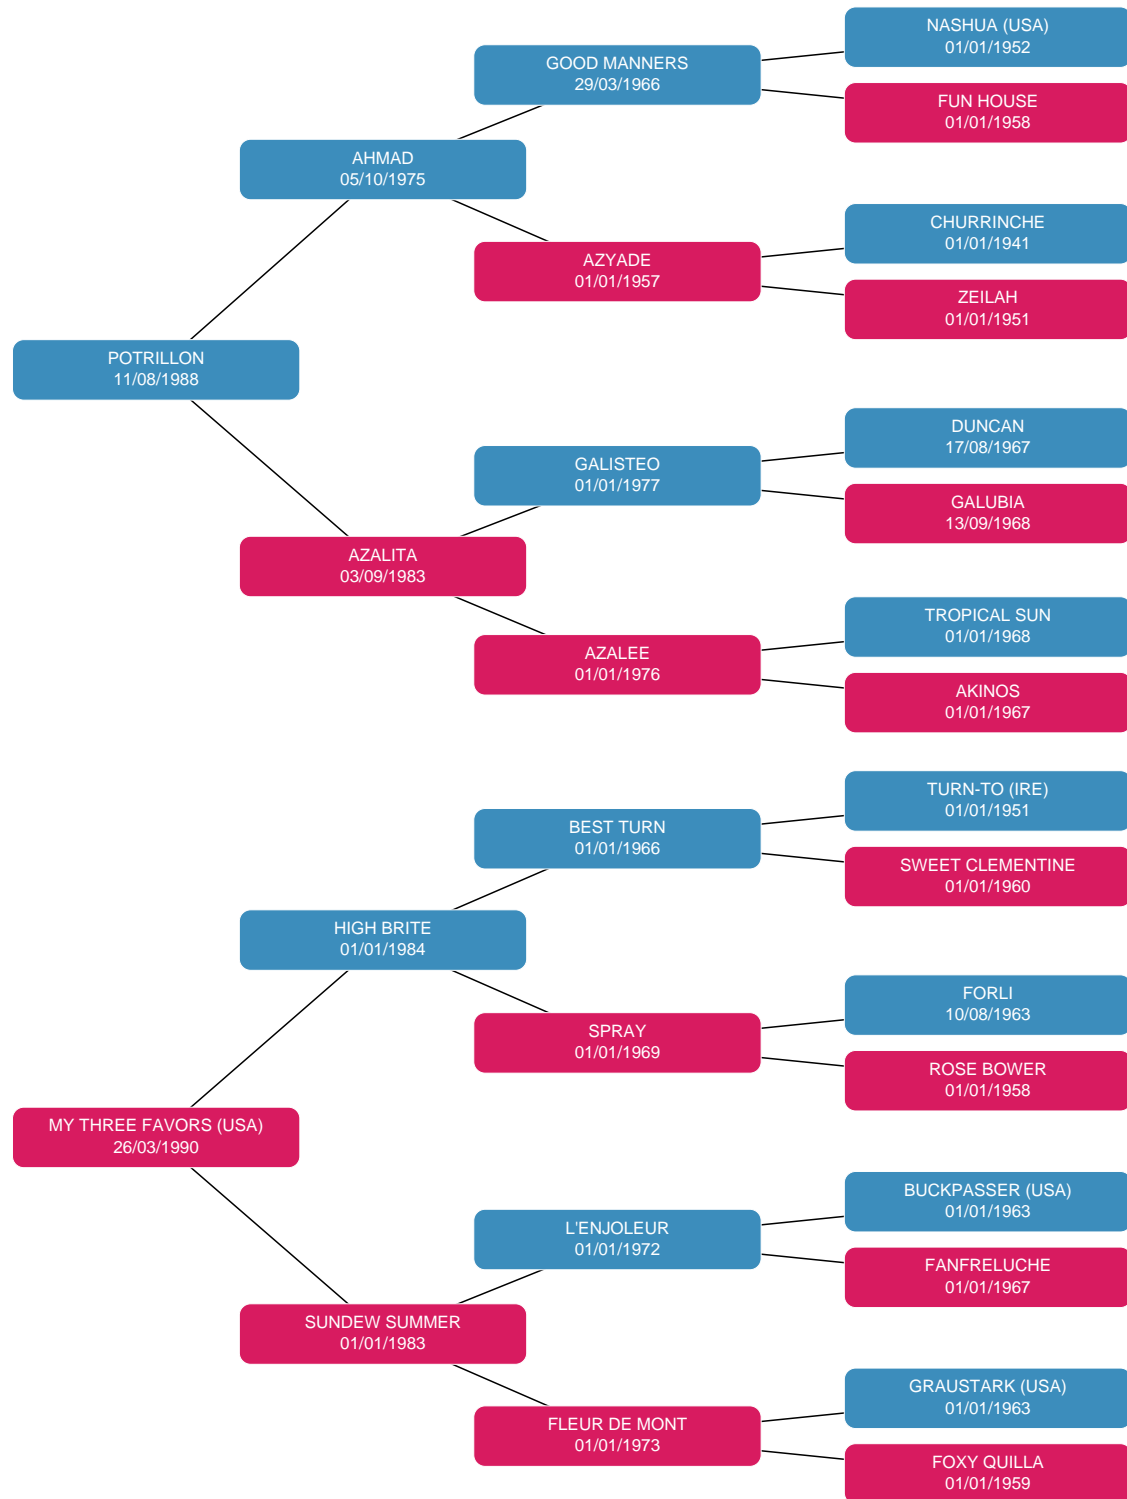 NASHUA (USA)
01/01/1952
GOOD MANNERS
29/03/1966
FUN HOUSE
01/01/1958
AHMAD
05/10/1975
CHURRINCHE
01/01/1941
AZYADE
01/01/1957
ZEILAH
01/01/1951
POTRILLON
11/08/1988
DUNCAN
17/08/1967
GALISTEO
01/01/1977
GALUBIA
13/09/1968
AZALITA
03/09/1983
TROPICAL SUN
01/01/1968
AZALEE
01/01/1976
AKINOS
01/01/1967
TURN-TO (IRE)
01/01/1951
BEST TURN
01/01/1966
SWEET CLEMENTINE
01/01/1960
HIGH BRITE
01/01/1984
FORLI
10/08/1963
SPRAY
01/01/1969
ROSE BOWER
01/01/1958
MY THREE FAVORS (USA)
26/03/1990
BUCKPASSER (USA)
01/01/1963
L'ENJOLEUR
01/01/1972
FANFRELUCHE
01/01/1967
SUNDEW SUMMER
01/01/1983
GRAUSTARK (USA)
01/01/1963
FLEUR DE MONT
01/01/1973
FOXY QUILLA
01/01/1959